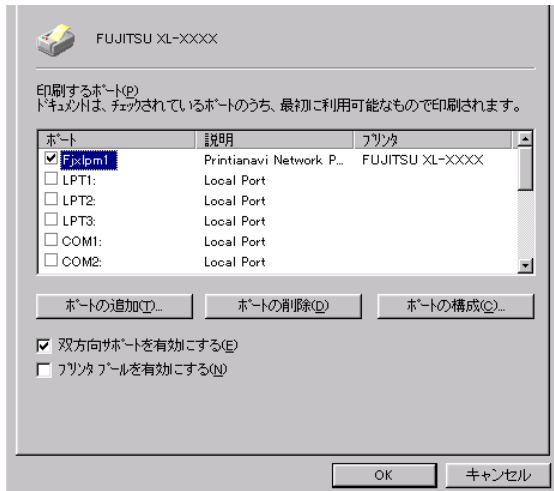 FUJITSU XL-XXXX
印刷するポート(P)
ドキュメントは、チェックされているポートのうち、最初に利用可能なもので印刷されます。
ポート 説明 プリンタ
Fjxlpm1 Printianavi Network P... FUJITSU XL-XXXX
LPT1: Local Port
LPT2: Local Port
LPT3: Local Port
COM1: Local Port
COM2: Local Port
ポートの追加(T)... ポートの削除(D) ポートの構成(C)...
双方向サポートを有効にする(E)
プリンタ プールを有効にする(N)
OK キャンセル